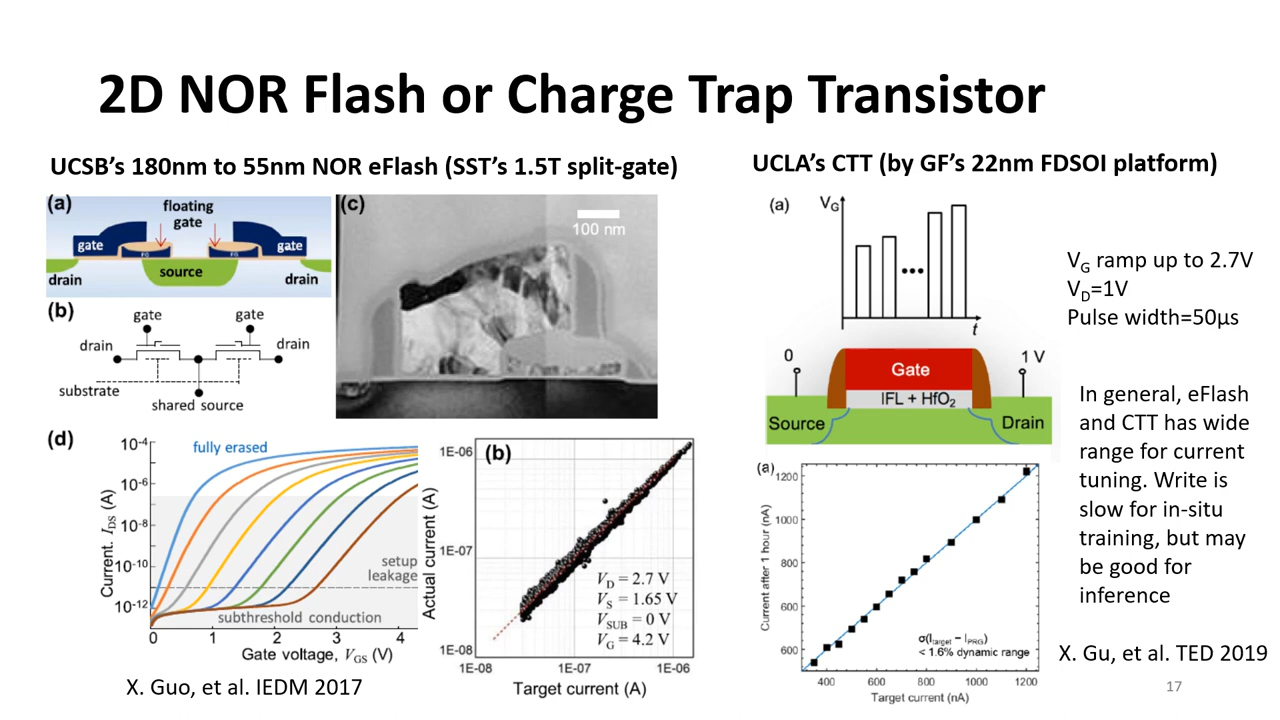 2D NOR Flash or Charge Trap Transistor
UCSB's 180nm to 55nm NOR eFlash (SST's 1.5T split-gate)
(a)
floating
gate
gate
gate
FG
FG
source
drain
drain
(b)
gate
gate
drain
drain
substrate
shared source
(c)
100 nm
(d)
fully erased
10-4
10-6
10-8
10-10
10-12
Current. IDS (A)
setup
leakage
subthreshold conduction
0
1
2
3
4
Gate voltage, VGS (V)
X. Guo, et al. IEDM 2017
(b)
1E-06
1E-07
1E-08
Actual current (A)
VD = 2.7 V
VS = 1.65 V
VSUB = 0 V
VG = 4.2 V
1E-08
1E-07
1E-06
Target current (A)
UCLA's CTT (by GF's 22nm FDSOI platform)
(a)
VG
•••
t
0
1 V
Gate
IFL + HfO2
Source
Drain
(a)
1200
1000
800
600
600
Current after 1 hour (nA)
σ(Itarget − IPRG)
< 1.6% dynamic range
400
600
800
1000
1200
Target current (nA)
VG ramp up to 2.7V
VD=1V
Pulse width=50µs
In general, eFlash
and CTT has wide
range for current
tuning. Write is
slow for in-situ
training, but may
be good for
inference
X. Gu, et al. TED 2019
17